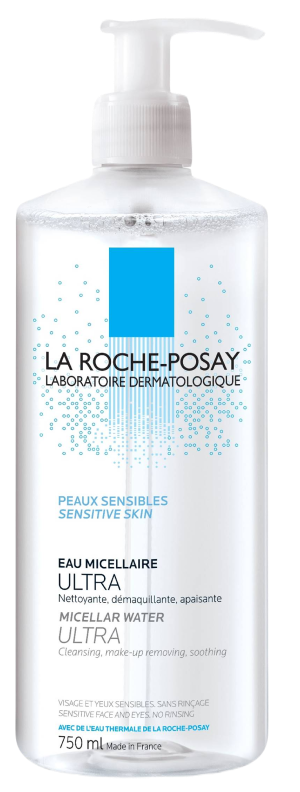 LA ROCHE-POSAY
LABORATOIRE DERMATOLOGIQUE
PEAUX SENSIBLES
SENSITIVE SKIN
EAU MICELLAIRE
ULTRA
Nettoyante, démaquillante, apaisante
MICELLAR WATER
ULTRA
Cleansing, make-up removing, soothing
VISAGE ET YEUX SENSIBLES, SANS RINÇAGE
SENSITIVE FACE AND EYES, NO RINSING
AVEC DE L'EAU THERMALE DE LA ROCHE-POSAY
750 ml Made in France